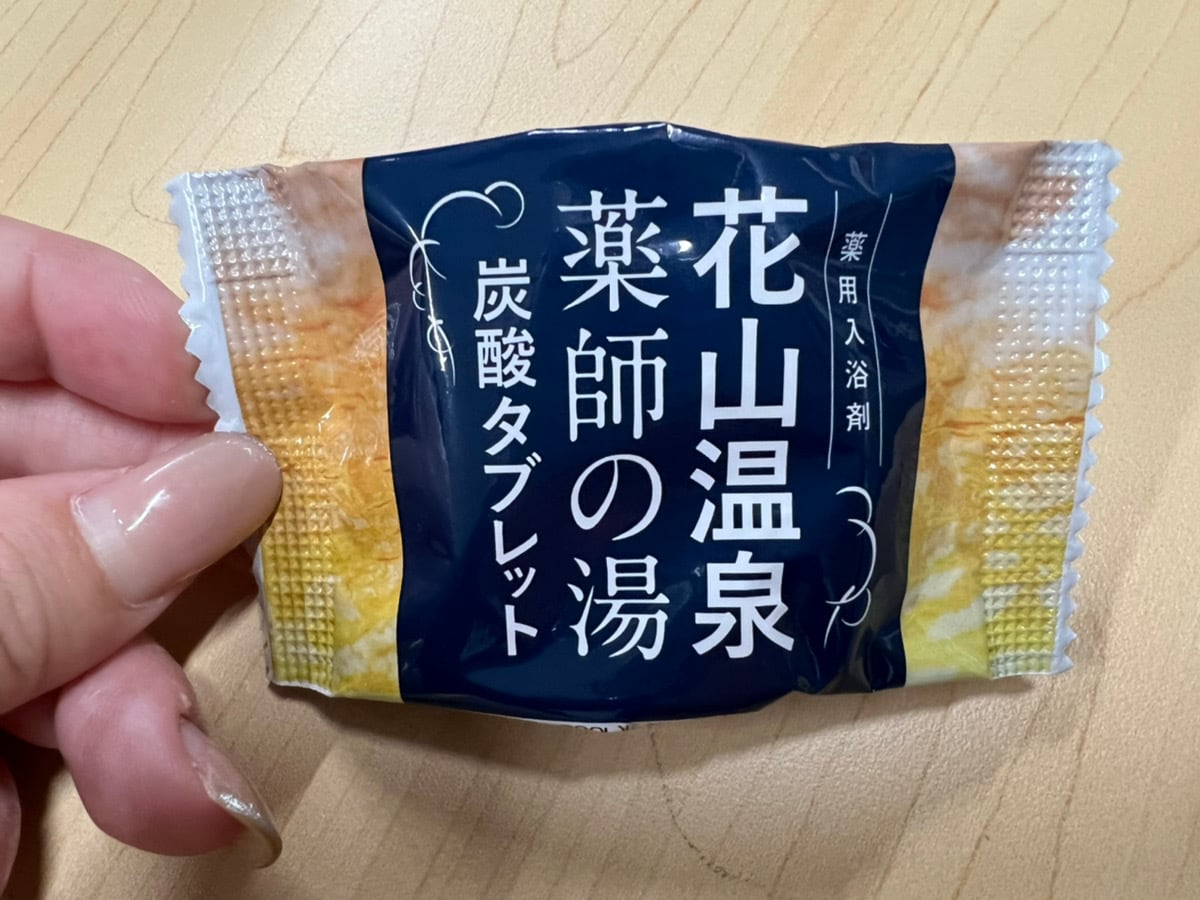 薬用入浴剤
花山温泉
薬師の湯
炭酸タブレット